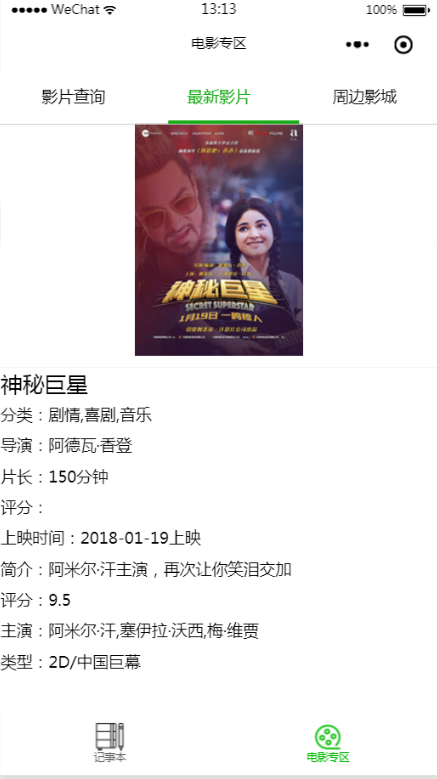 WeChat
13:13
100%
电影专区
影片查询
最新影片
周边影城
神秘巨星
SECRET SUPERSTAR
1月19日 一鸣惊人
神秘巨星
分类：剧情,喜剧,音乐
导演：阿德瓦·香登
片长：150分钟
评分：
上映时间：2018-01-19上映
简介：阿米尔·汗主演，再次让你笑泪交加
评分：9.5
主演：阿米尔·汗,塞伊拉·沃西,梅·维贾
类型：2D/中国巨幕
记事本
电影专区